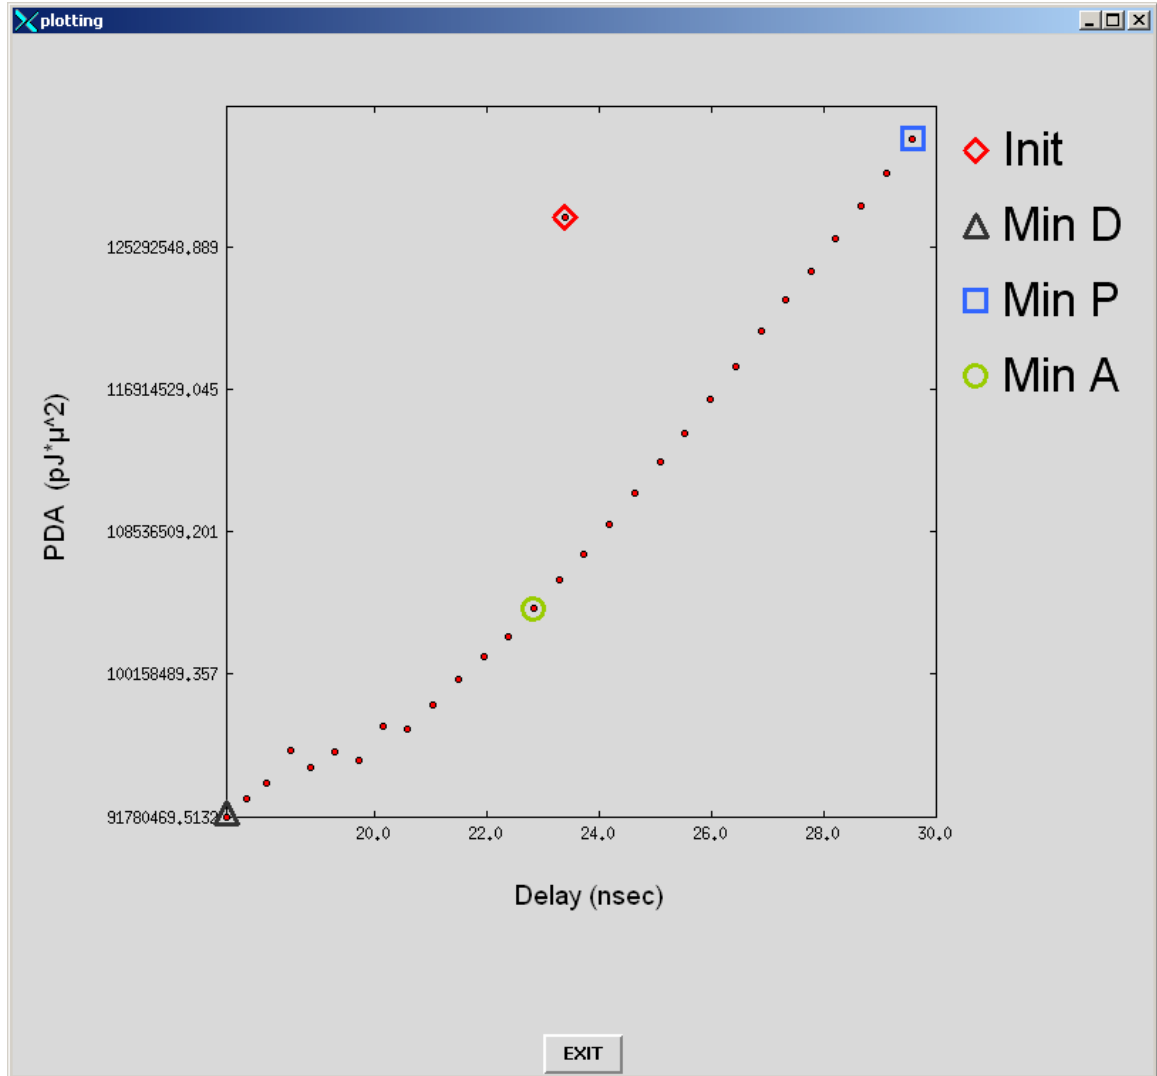 plotting
Init
Min D
Min P
Min A
125292548.889
116914529.045
108536509.201
100158489.357
91780469.5132
PDA (pJ*µ^2)
20.0 22.0 24.0 26.0 28.0 30.0
Delay (nsec)
EXIT